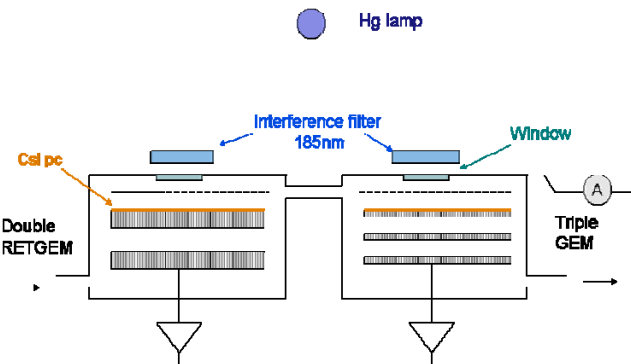 Hg lamp
Interference filter
185nm
Window
CsI pc
A
Double
RETGEM
Triple
GEM